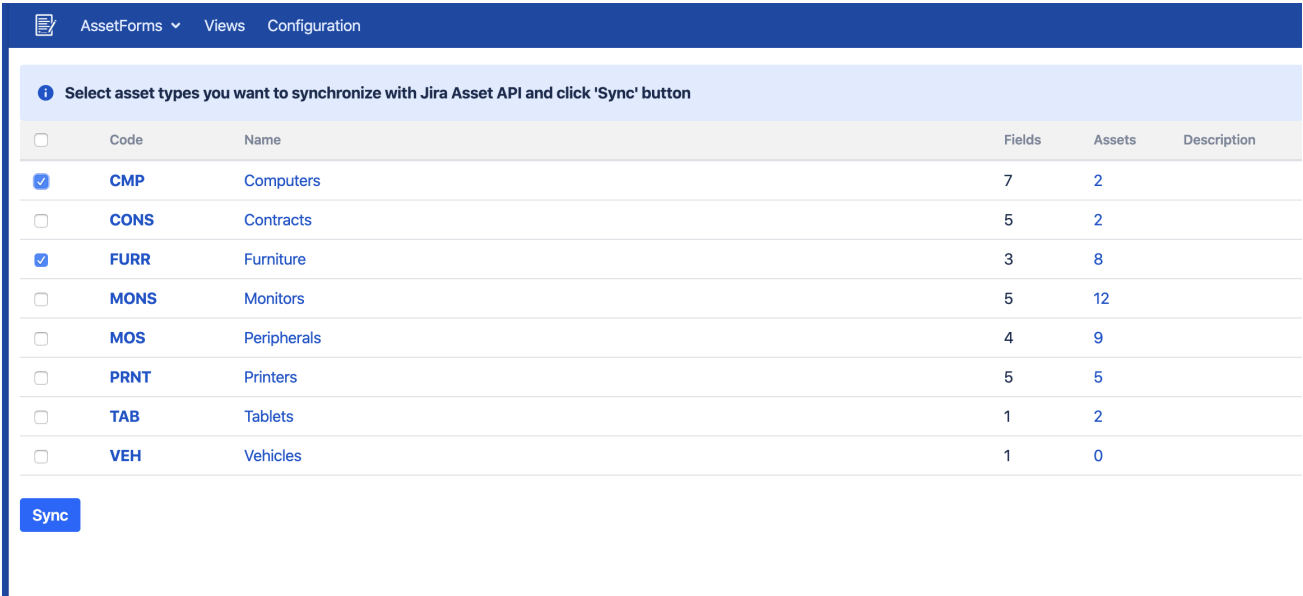 AssetForms Views Configuration
Select asset types you want to synchronize with Jira Asset API and click 'Sync' button
Code Name Fields Assets Description
CMP Computers 7 2
CONS Contracts 5 2
FURR Furniture 3 8
MONS Monitors 5 12
MOS Peripherals 4 9
PRNT Printers 5 5
TAB Tablets 1 2
VEH Vehicles 1 0
Sync